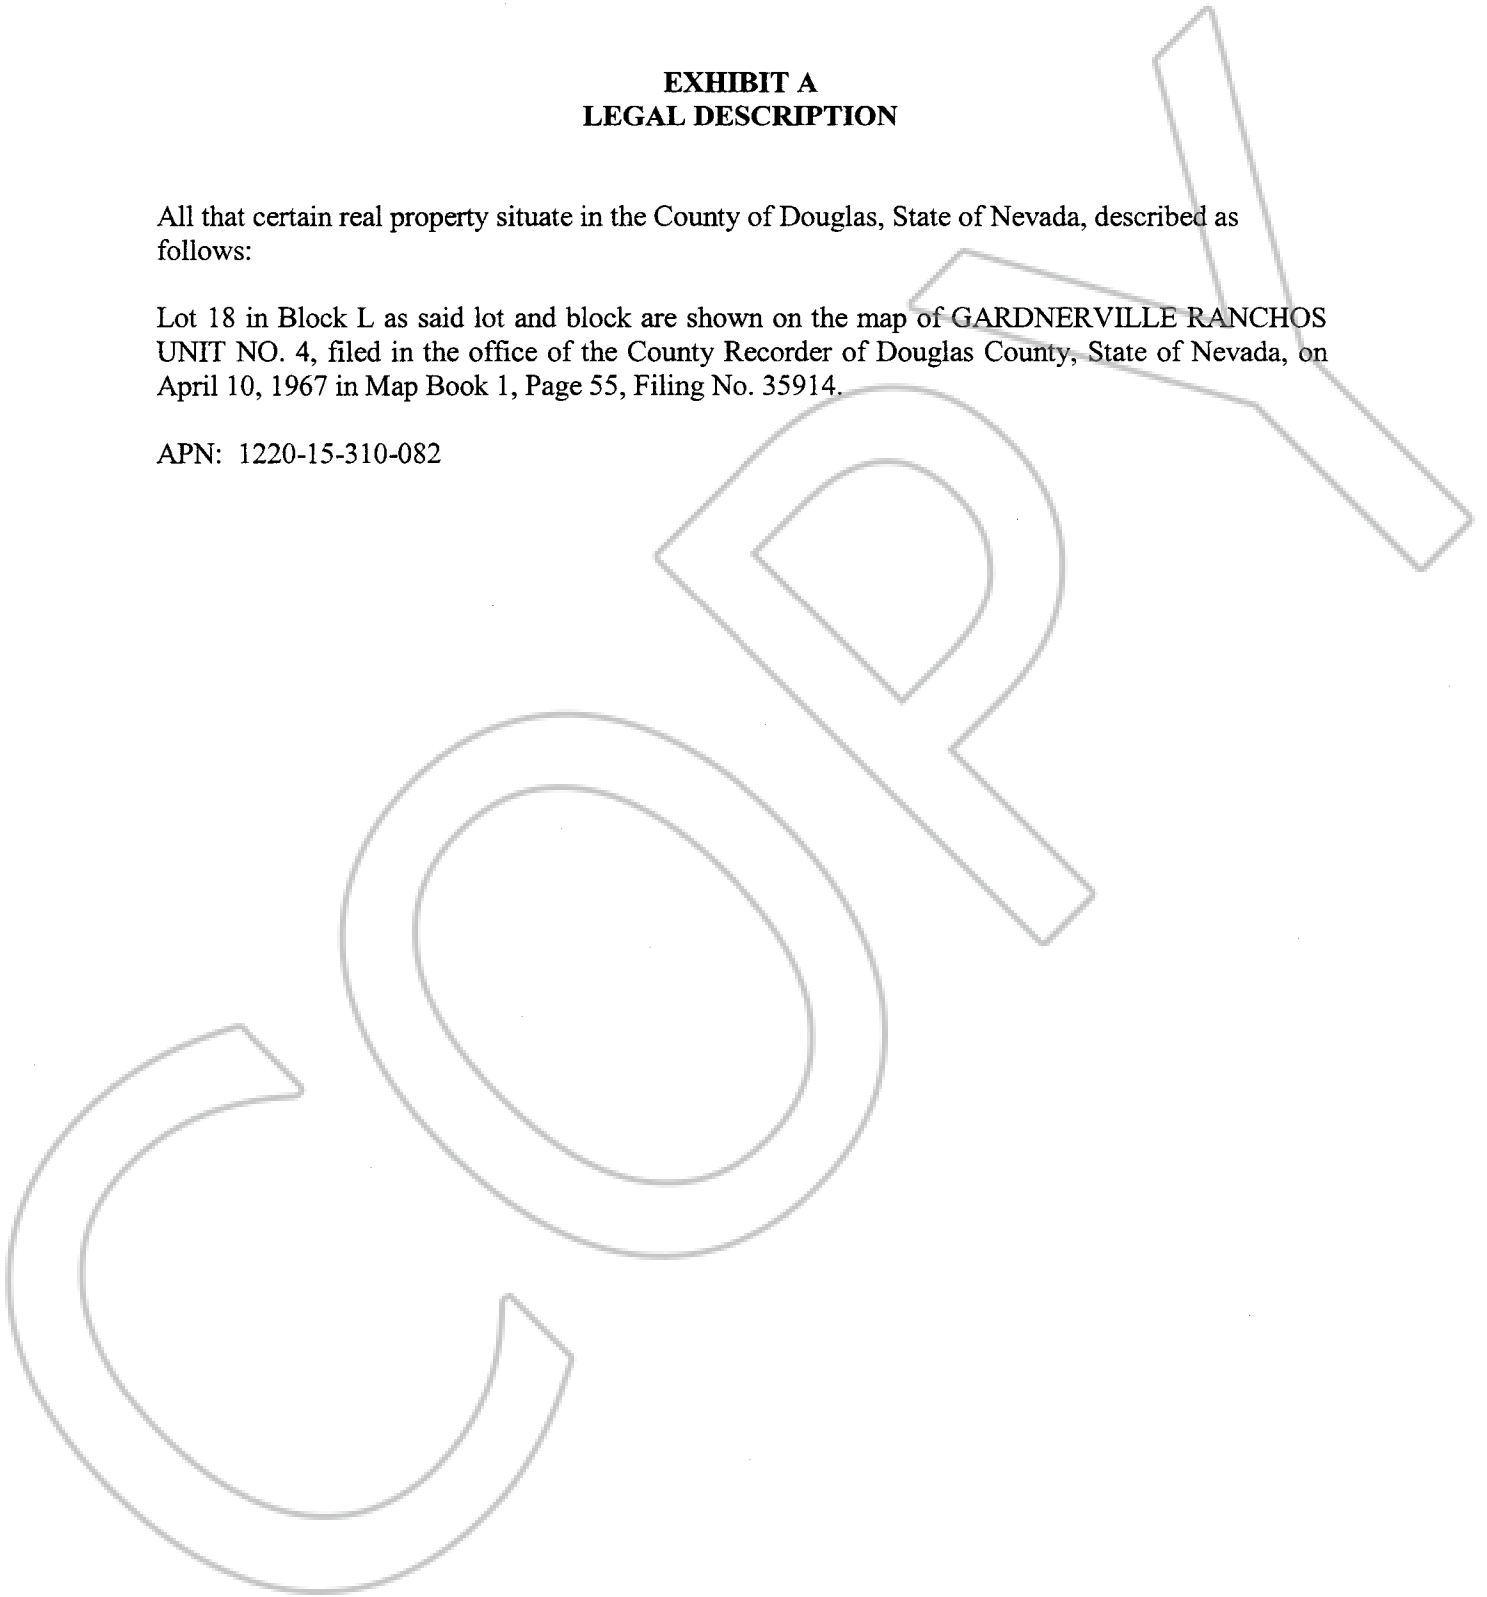 EXHIBIT A
LEGAL DESCRIPTION
All that certain real property situate in the County of Douglas, State of Nevada, described as
follows:
Lot 18 in Block L as said lot and block are shown on the map of GARDNERVILLE RANCHOS
UNIT NO. 4, filed in the office of the County Recorder of Douglas County, State of Nevada, on
April 10, 1967 in Map Book 1, Page 55, Filing No. 35914.
APN: 1220-15-310-082
COPY